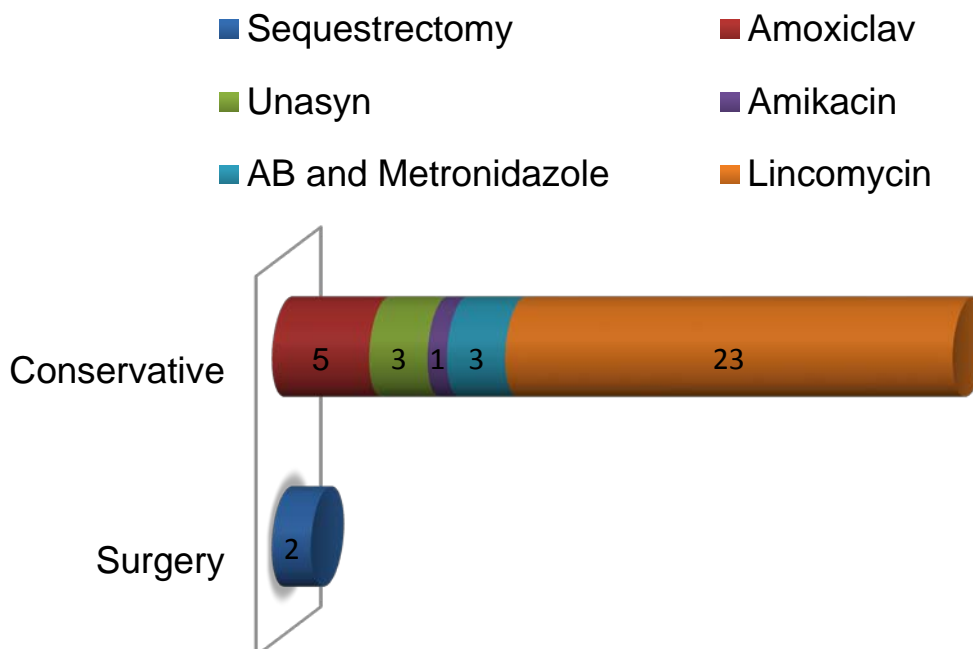 Sequestrectomy Amoxiclav
Unasyn Amikacin
AB and Metronidazole Lincomycin
Conservative 5 3 1 3 23
Surgery 2